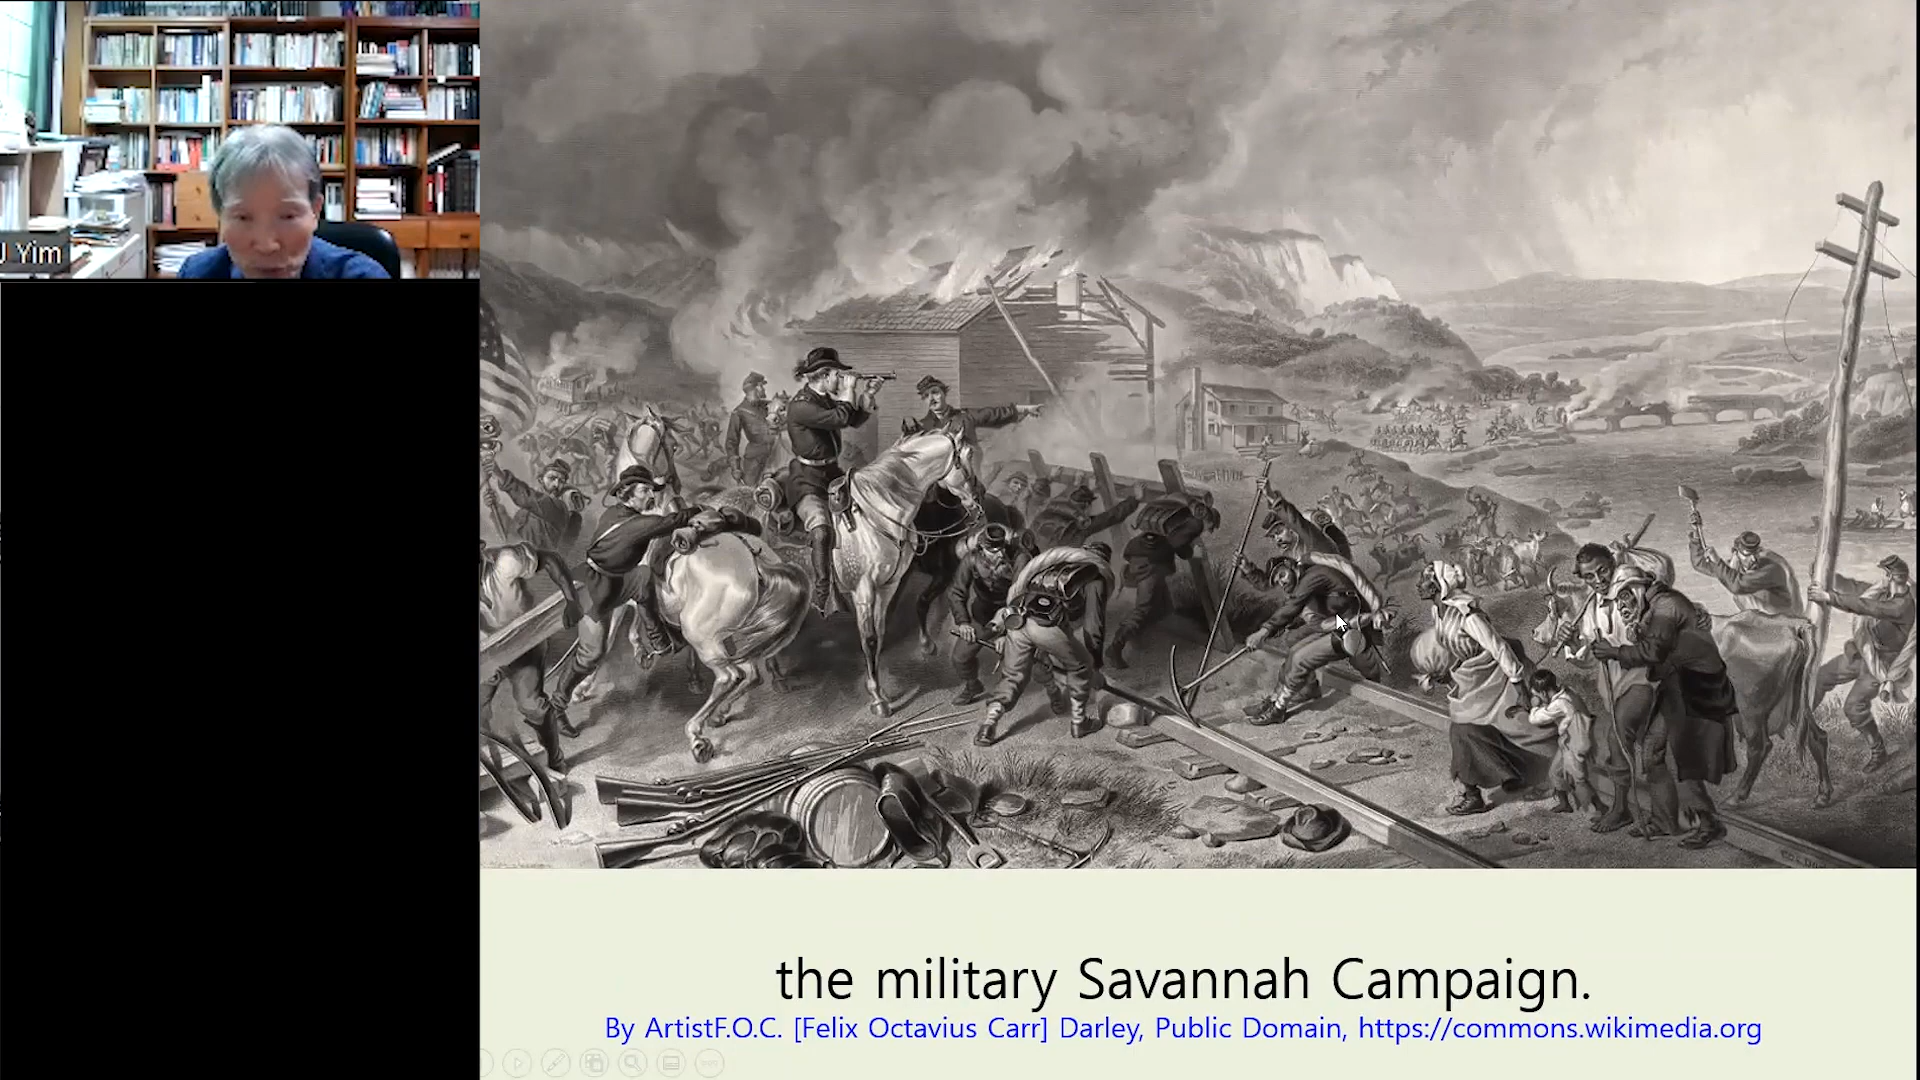 J Yim
the military Savannah Campaign.
By ArtistF.O.C. [Felix Octavius Carr] Darley, Public Domain, https://commons.wikimedia.org